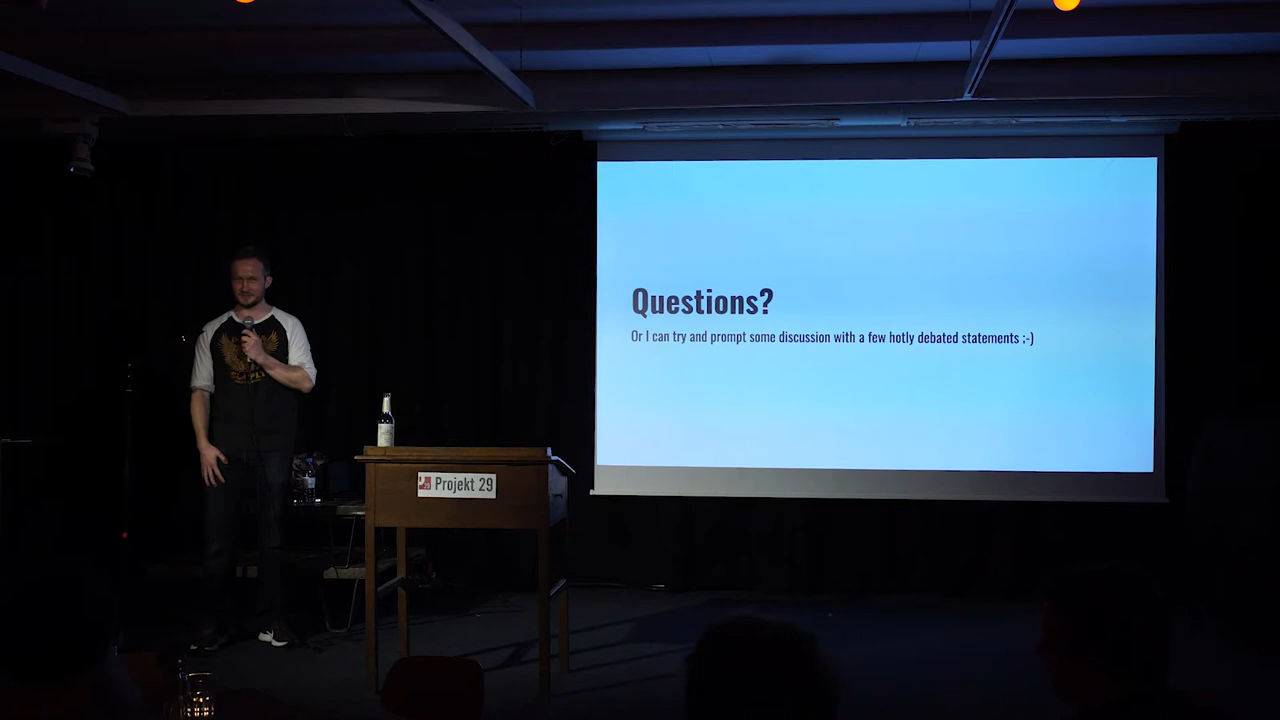 Questions?
Or I can try and prompt some discussion with a few hotly debated statements ;-)
Projekt 29